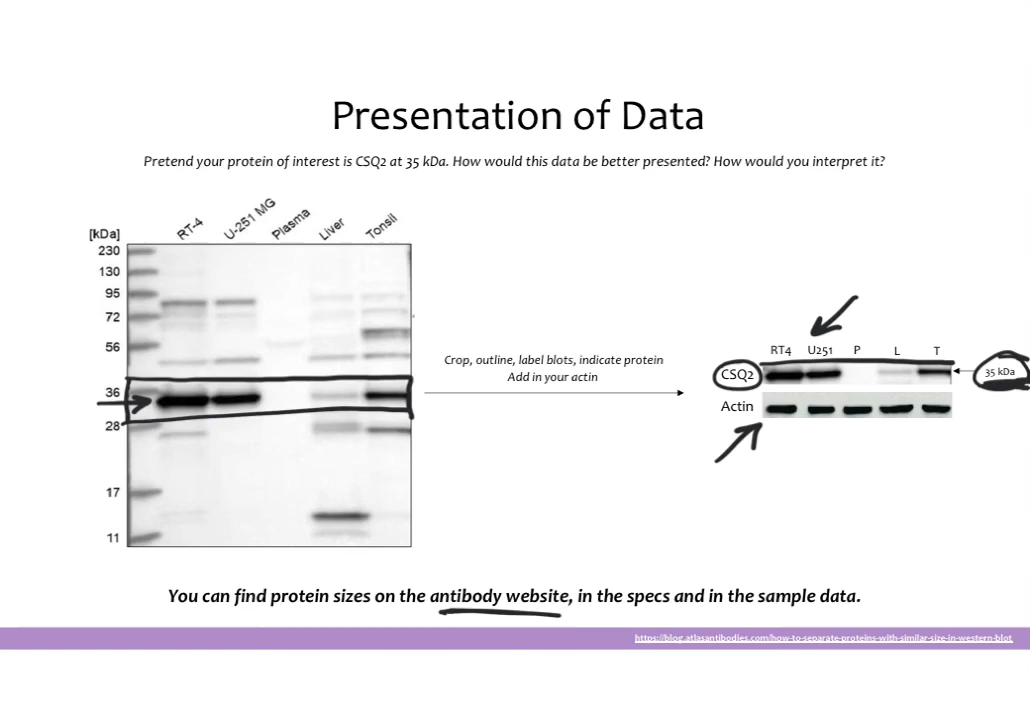 Presentation of Data
Pretend your protein of interest is CSQ2 at 35 kDa. How would this data be better presented? How would you interpret it?
RT-4 U-251 MG Plasma Liver Tonsil
[kDa]
230
130
95
72
56
36
28
17
11
Crop, outline, label blots, indicate protein
Add in your actin
RT4 U251 P L T
CSQ2
35 kDa
Actin
You can find protein sizes on the antibody website, in the specs and in the sample data.
https://blog.atlasantibodies.com/how-to-separate-proteins-with-similar-size-in-western-blot